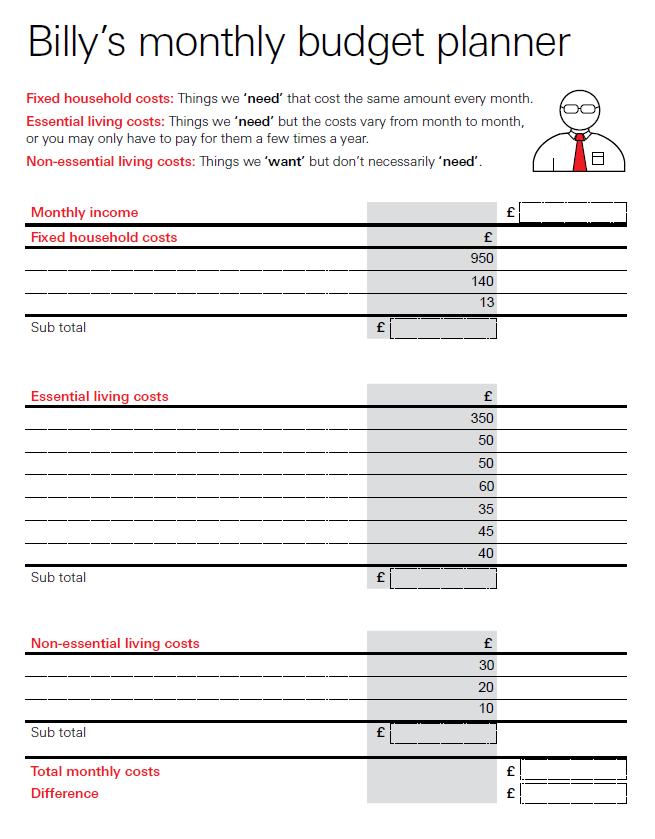 Billy’s monthly budget planner
Fixed household costs: Things we ‘need’ that cost the same amount every month.
Essential living costs: Things we ‘need’ but the costs vary from month to month,
or you may only have to pay for them a few times a year.
Non-essential living costs: Things we ‘want’ but don’t necessarily ‘need’.
Monthly income £
Fixed household costs £
950
140
13
Sub total £
Essential living costs £
350
50
50
60
35
45
40
Sub total £
Non-essential living costs £
30
20
10
Sub total £
Total monthly costs £
Difference £